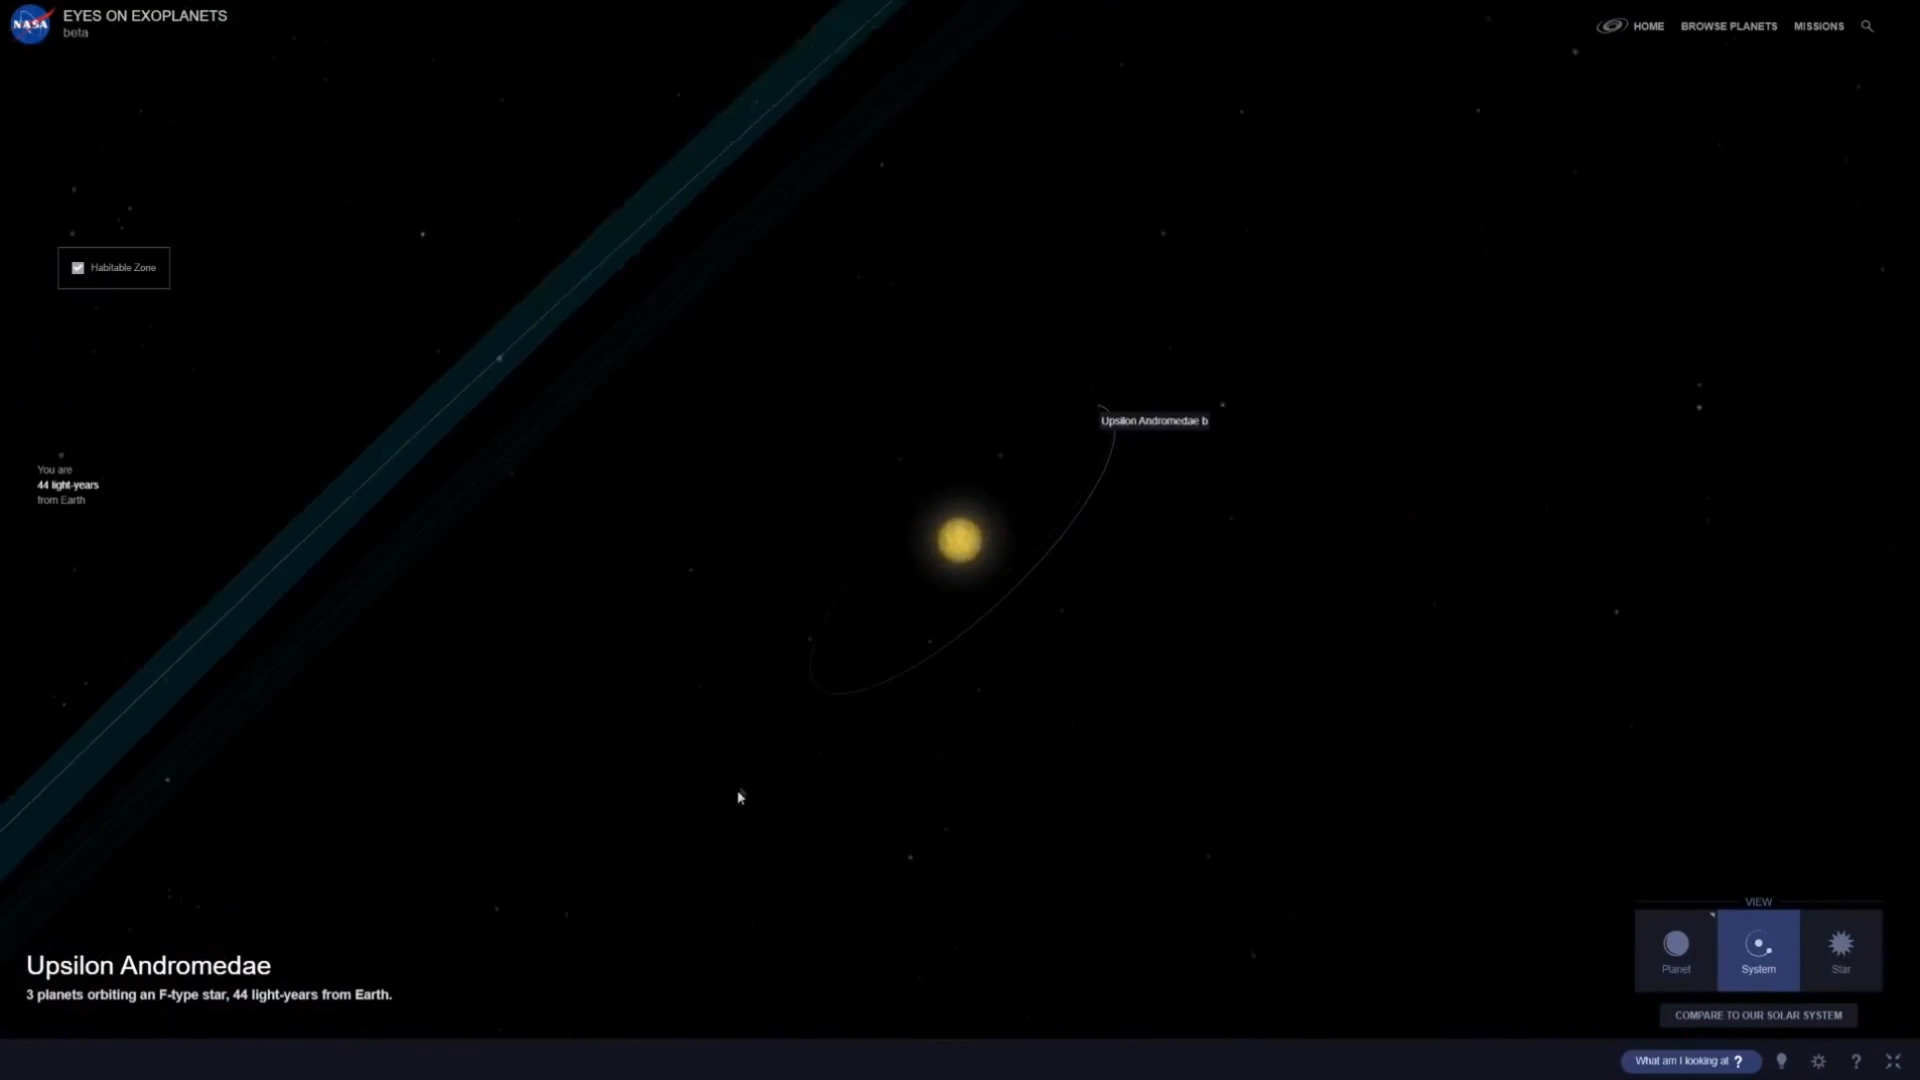 NASA
EYES ON EXOPLANETS
beta
HOME
BROWSE PLANETS
MISSIONS
Habitable Zone
Upsilon Andromedae b
You are
44 light-years
from Earth
VIEW
Planet
System
Star
Upsilon Andromedae
3 planets orbiting an F-type star, 44 light-years from Earth.
COMPARE TO OUR SOLAR SYSTEM
What am I looking at ?
?